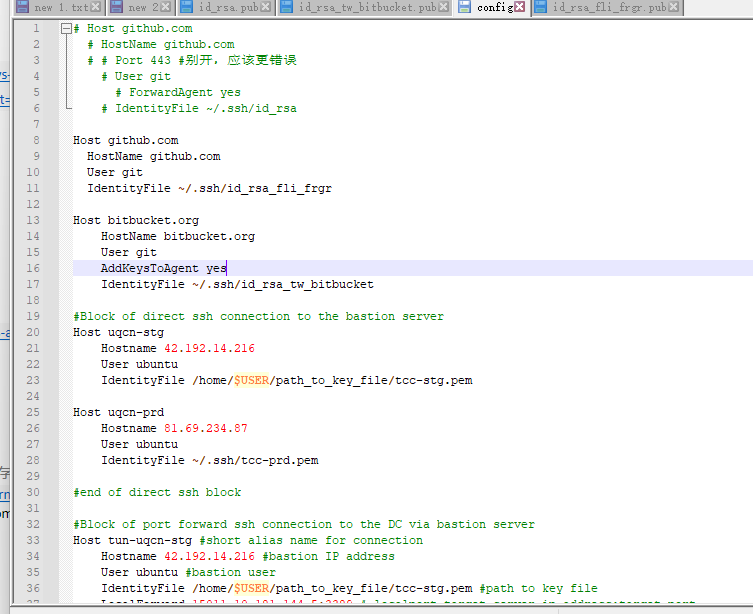 new 1.txt new 2 id_rsa.pub id_rsa_tw_bitbucket.pub config id_rsa_fli_frgr.pub
1 # Host github.com
2 # HostName github.com
3 # # Port 443 #别开，应该更错误
4 # User git
5 # ForwardAgent yes
6 # IdentityFile ~/.ssh/id_rsa
7
8 Host github.com
9 HostName github.com
10 User git
11 IdentityFile ~/.ssh/id_rsa_fli_frgr
12
13 Host bitbucket.org
14 HostName bitbucket.org
15 User git
16 AddKeysToAgent yes
17 IdentityFile ~/.ssh/id_rsa_tw_bitbucket
18
19 #Block of direct ssh connection to the bastion server
20 Host uqcn-stg
21 Hostname 42.192.14.216
22 User ubuntu
23 IdentityFile /home/$USER/path_to_key_file/tcc-stg.pem
24
25 Host uqcn-prd
26 Hostname 81.69.234.87
27 User ubuntu
28 IdentityFile ~/.ssh/tcc-prd.pem
29
30 #end of direct ssh block
31
32 #Block of port forward ssh connection to the DC via bastion server
33 Host tun-uqcn-stg #short alias name for connection
34 Hostname 42.192.14.216 #bastion IP address
35 User ubuntu #bastion user
36 IdentityFile /home/$USER/path_to_key_file/tcc-stg.pem #path to key file